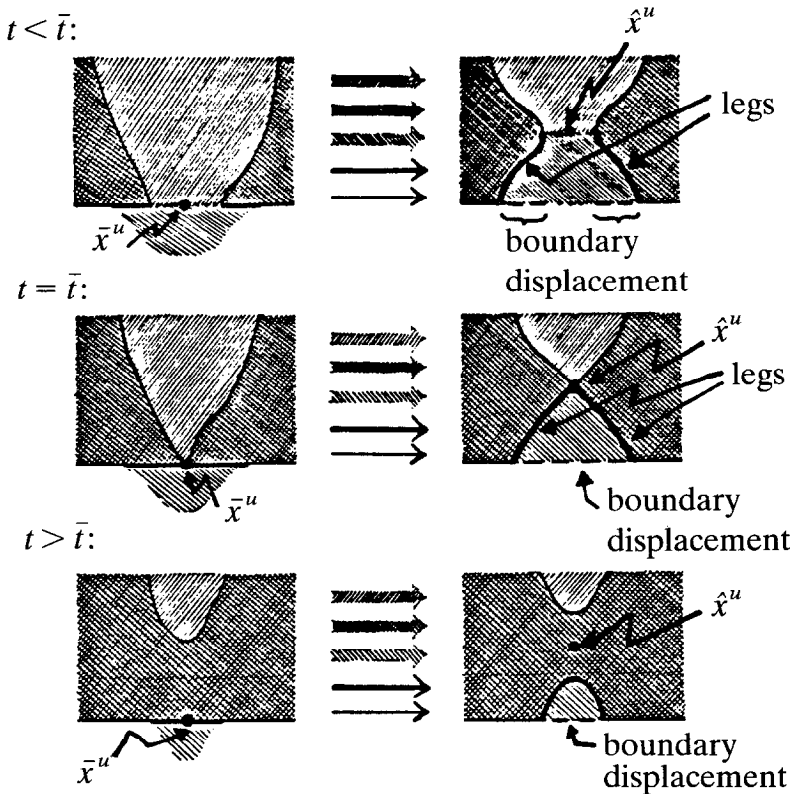 t < t̄:
x̂ᵘ
legs
x̄ᵘ
boundary
displacement
t = t̄:
x̂ᵘ
legs
x̄ᵘ
boundary
displacement
t > t̄:
x̂ᵘ
x̄ᵘ
boundary
displacement